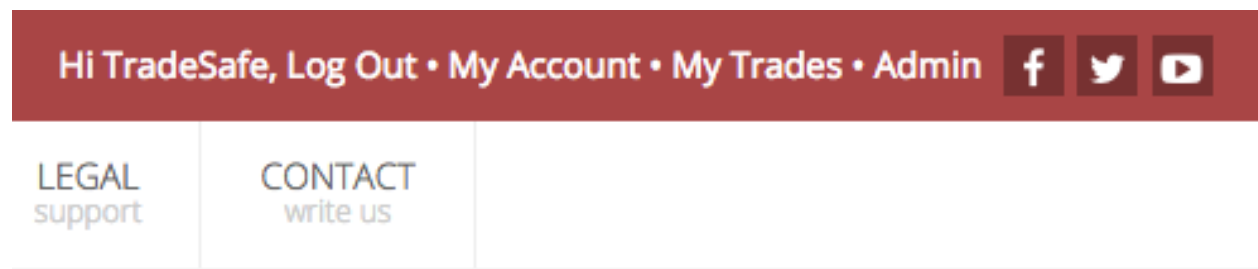 Hi TradeSafe, Log Out • My Account • My Trades • Admin
LEGAL
support
CONTACT
write us